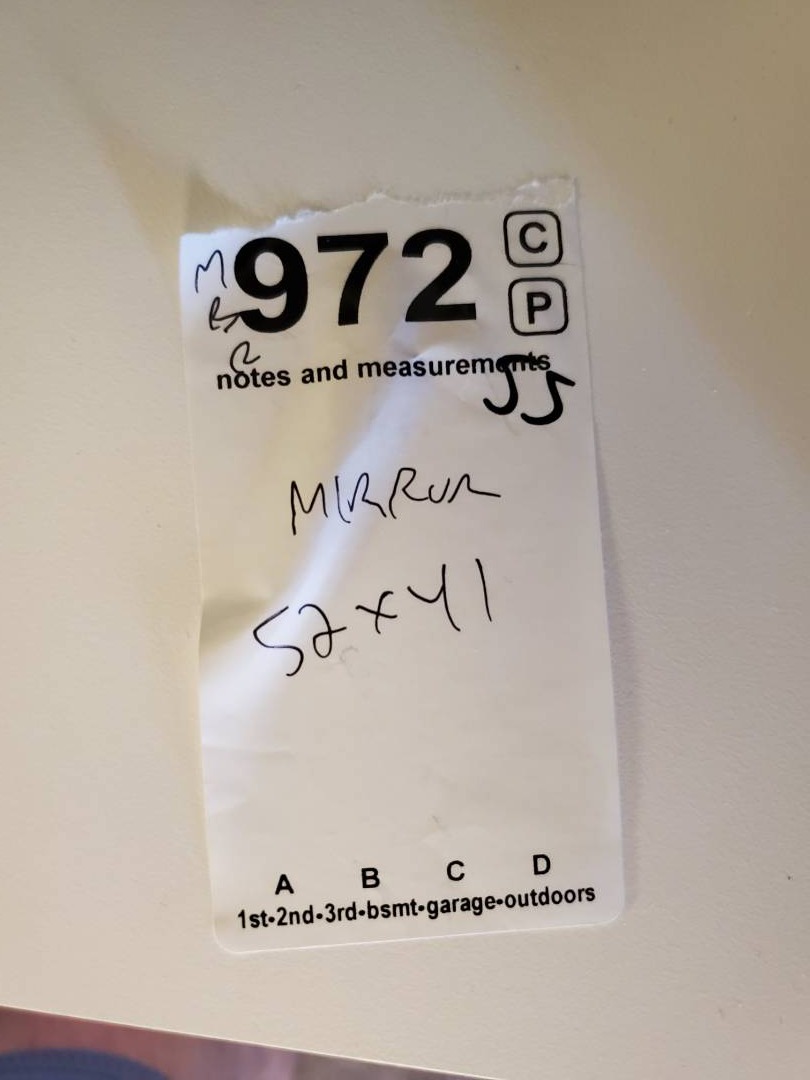 M 972 C
P
notes and measurements
JJ
MIRROR
52x41
A B C D
1st•2nd•3rd•bsmt•garage•outdoors